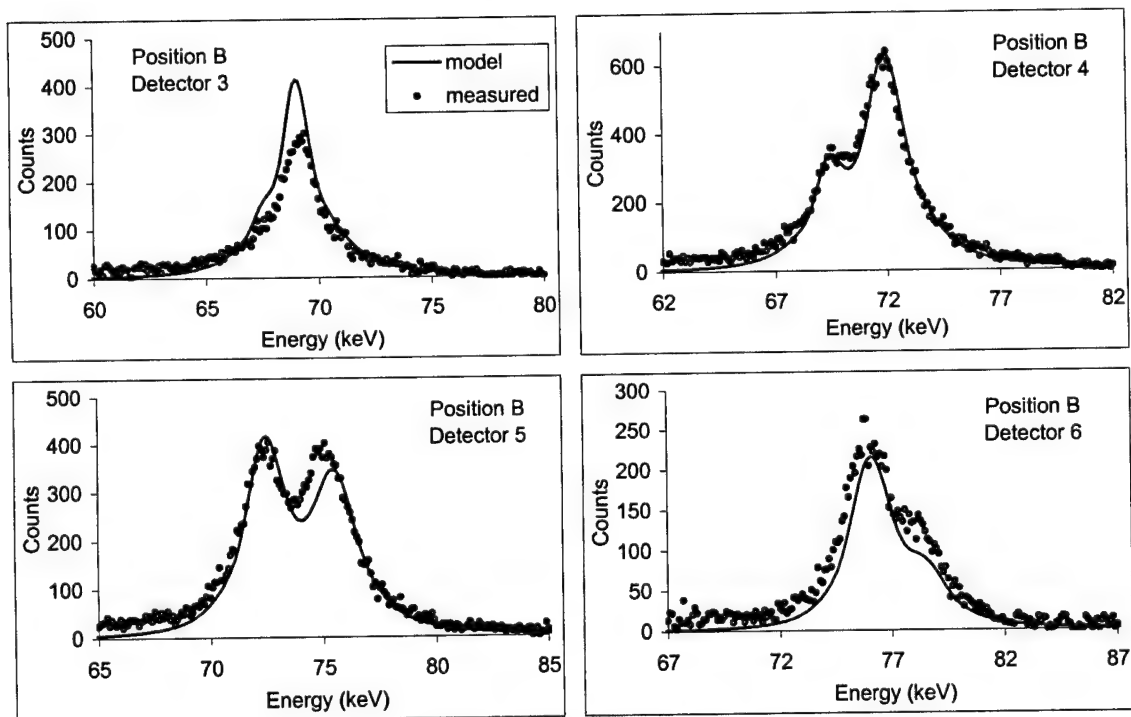 500
400
300
200
100
0
Counts
Position B
Detector 3
model
measured
60
65
70
75
80
Energy (keV)
600
400
200
0
Counts
Position B
Detector 4
62
67
72
77
82
Energy (keV)
500
400
300
200
100
0
Counts
Position B
Detector 5
65
70
75
80
85
Energy (keV)
300
250
200
150
100
50
0
Counts
Position B
Detector 6
67
72
77
82
87
Energy (keV)